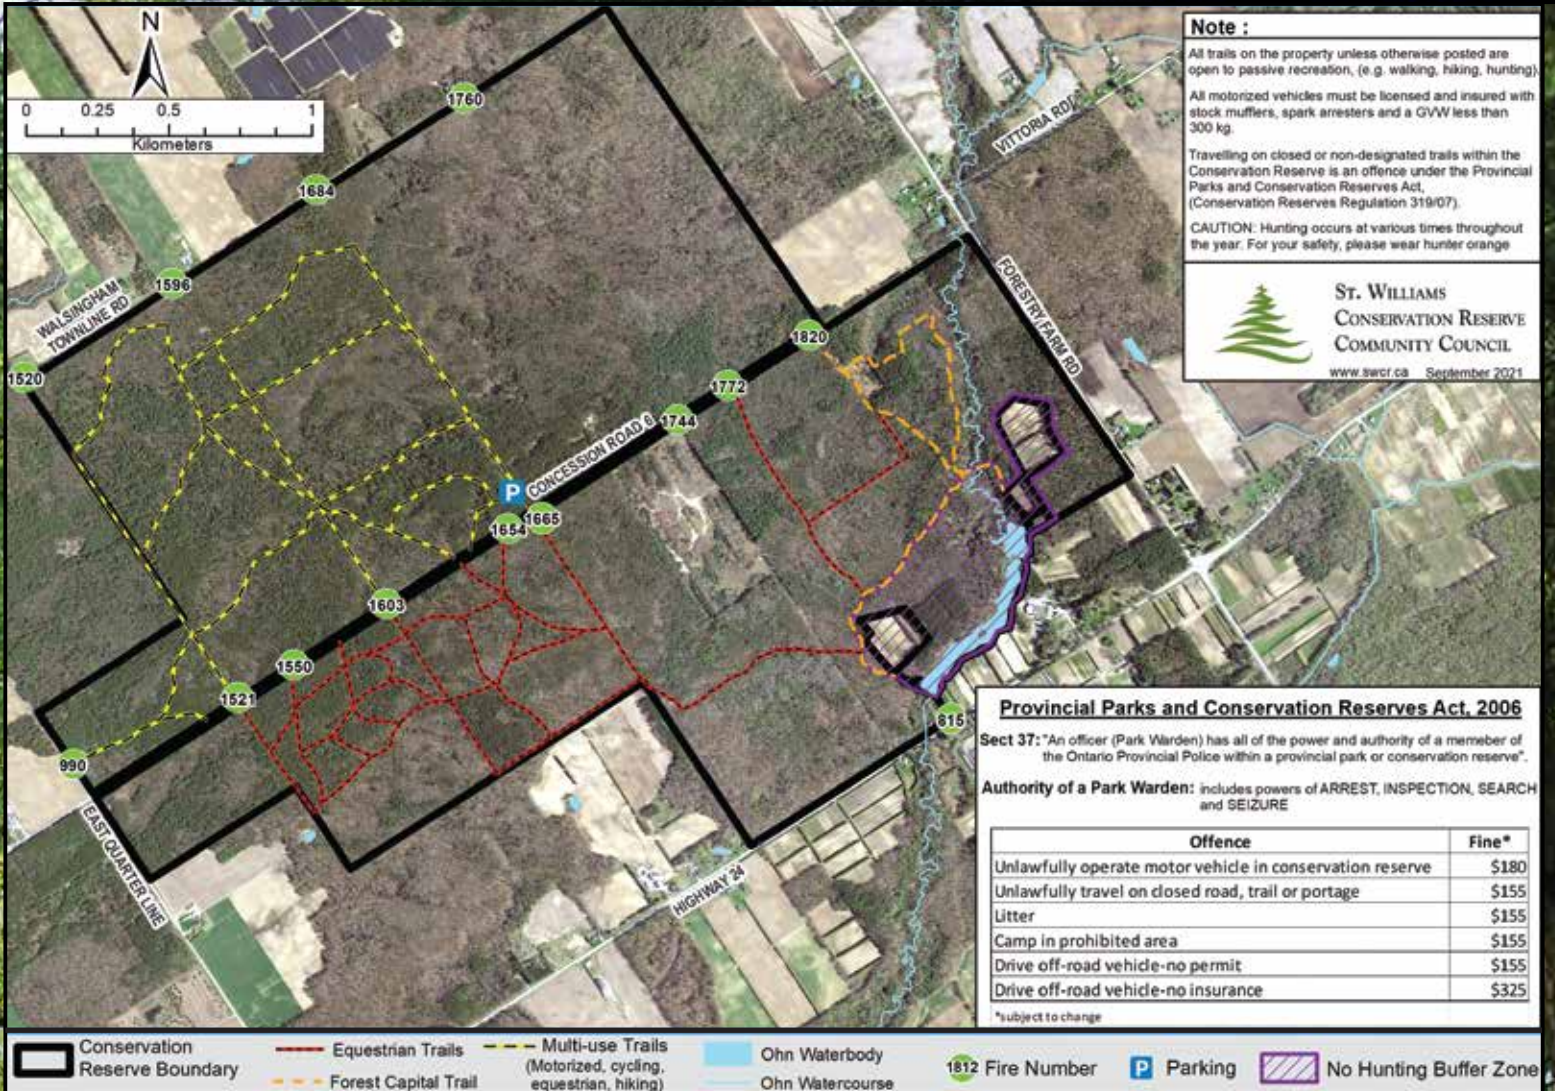 N
0 0.25 0.5 1
Kilometers
Note :
All trails on the property unless otherwise posted are
open to passive recreation, (e.g. walking, hiking, hunting).
All motorized vehicles must be licensed and insured with
stock mufflers, spark arresters and a GVW less than
300 kg.
Travelling on closed or non-designated trails within the
Conservation Reserve is an offence under the Provincial
Parks and Conservation Reserves Act,
(Conservation Reserves Regulation 319/07).
CAUTION: Hunting occurs at various times throughout
the year. For your safety, please wear hunter orange
ST. WILLIAMS
CONSERVATION RESERVE
COMMUNITY COUNCIL
www.swcr.ca September 2021
1760
VITTORIA RD
1684
1596
WALSINGHAM
TOWNLINE RD
FORESTRY FARM RD
1820
1520
1772
1744
CONCESSION ROAD 6
P
1665
1654
1603
1550
1521
815
990
EAST QUARTER LINE
HIGHWAY 24
Provincial Parks and Conservation Reserves Act, 2006
Sect 37: "An officer (Park Warden) has all of the power and authority of a memeber of
the Ontario Provincial Police within a provincial park or conservation reserve".
Authority of a Park Warden: includes powers of ARREST, INSPECTION, SEARCH
and SEIZURE
Offence Fine*
Unlawfully operate motor vehicle in conservation reserve $180
Unlawfully travel on closed road, trail or portage $155
Litter $155
Camp in prohibited area $155
Drive off-road vehicle-no permit $155
Drive off-road vehicle-no insurance $325
*subject to change
Conservation
Reserve Boundary
Equestrian Trails
Forest Capital Trail
Multi-use Trails
(Motorized, cycling,
equestrian, hiking)
Ohn Waterbody
Ohn Watercourse
1812 Fire Number
P Parking
No Hunting Buffer Zone